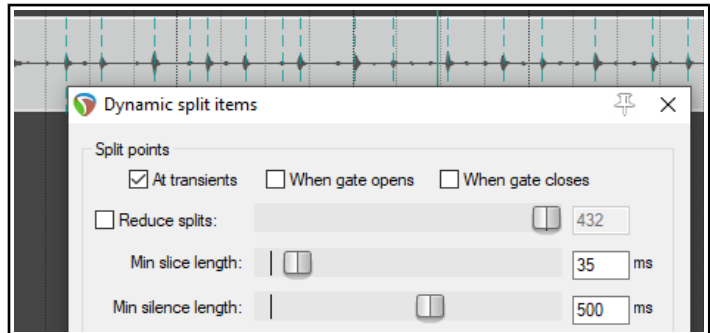 Dynamic split items
Split points
At transients When gate opens When gate closes
Reduce splits: 432
Min slice length: 35 ms
Min silence length: 500 ms